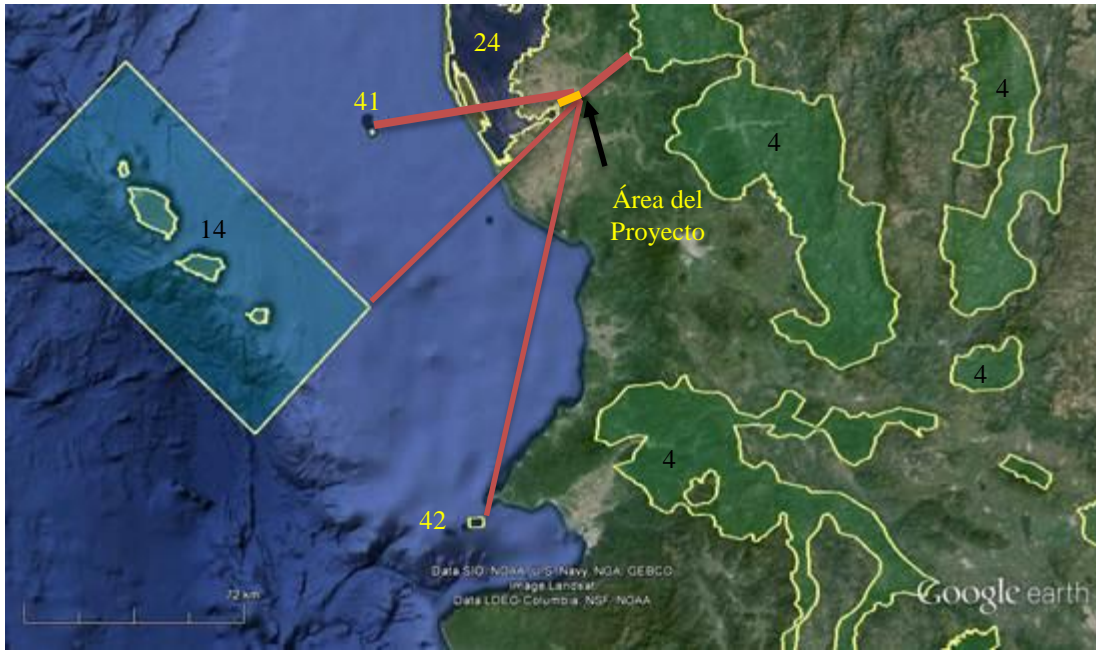 24
41
4
4
Área del
Proyecto
14
4
4
42
Data SIO, NOAA, U.S. Navy, NGA, GEBCO
Image Landsat
Data LDEO-Columbia, NSF, NOAA
72 km
Google earth